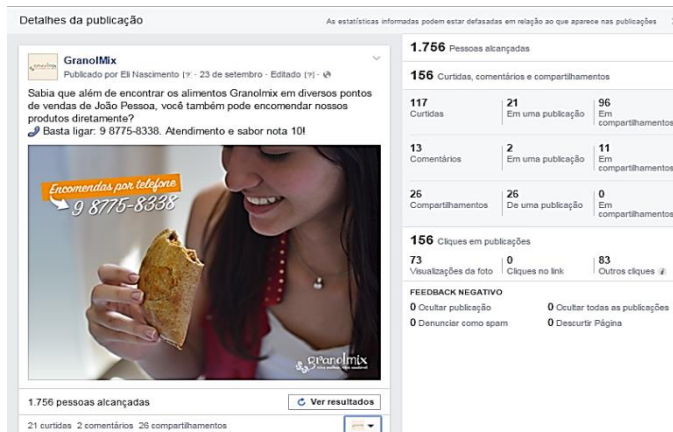 Detalhes da publicação
As estatísticas informadas podem estar defasadas em relação ao que aparece nas publicações
GranolMix
Publicado por Eli Nascimento [?] · 23 de setembro · Editado [?] ·
Sabia que além de encontrar os alimentos Granolmix em diversos pontos
de vendas de João Pessoa, você também pode encomendar nossos
produtos diretamente?
Basta ligar: 9 8775-8338. Atendimento e sabor nota 10!
Encomendas por telefone
9 8775-8338
granolmix
1.756 pessoas alcançadas
Ver resultados
21 curtidas 2 comentários 26 compartilhamentos
1.756 Pessoas alcançadas
156 Curtidas, comentários e compartilhamentos
117 21 96
Curtidas Em uma publicação Em
compartilhamentos
13 2 11
Comentários Em uma publicação Em
compartilhamentos
26 26 0
Compartilhamentos De uma publicação Em
compartilhamentos
156 Cliques em publicações
73 0 83
Visualizações da foto Cliques no link Outros cliques
FEEDBACK NEGATIVO
0 Ocultar publicação 0 Ocultar todas as publicações
0 Denunciar como spam 0 Descurtir Página